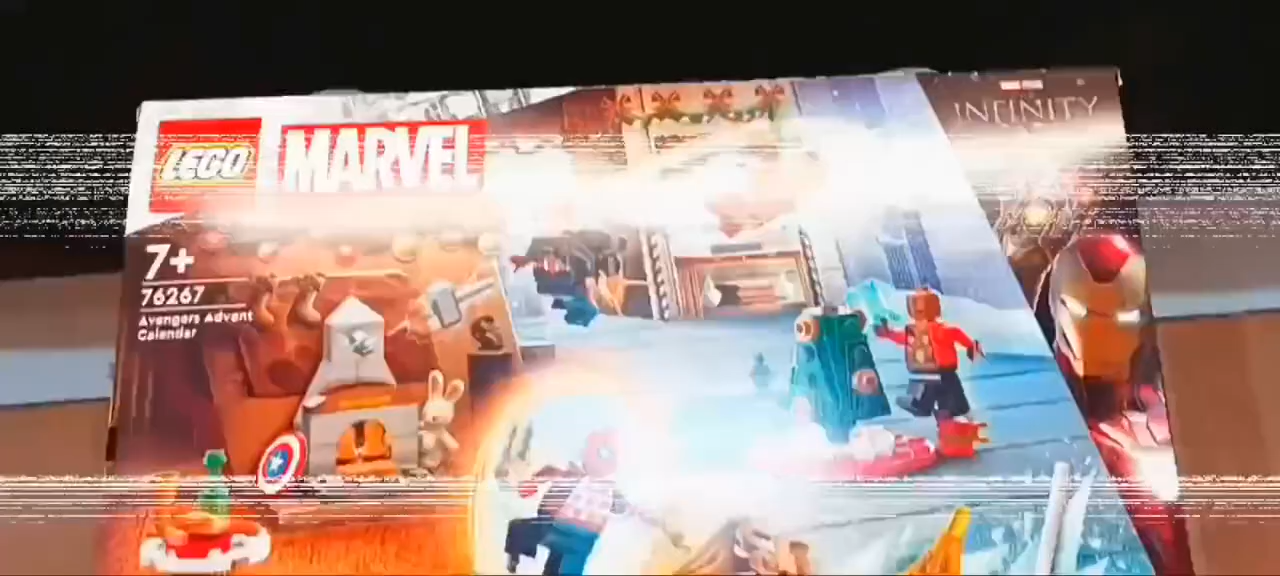 LEGO
MARVEL
INFINITY
7+
76267
Avengers Advent
Calendar